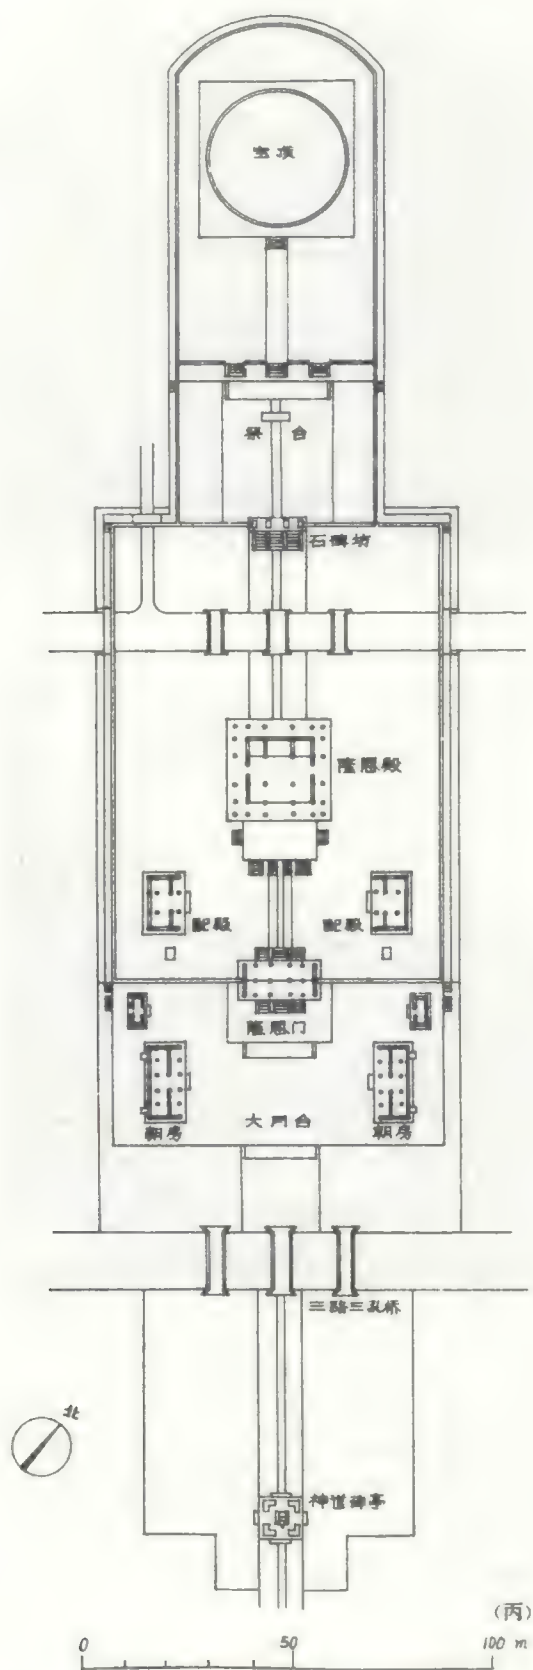 宝顶
祭台
石牌坊
隆恩殿
配殿 配殿
隆恩门
大月台
朝房 朝房
三路三孔桥
北
神道碑亭
(丙)
0 50 100 m